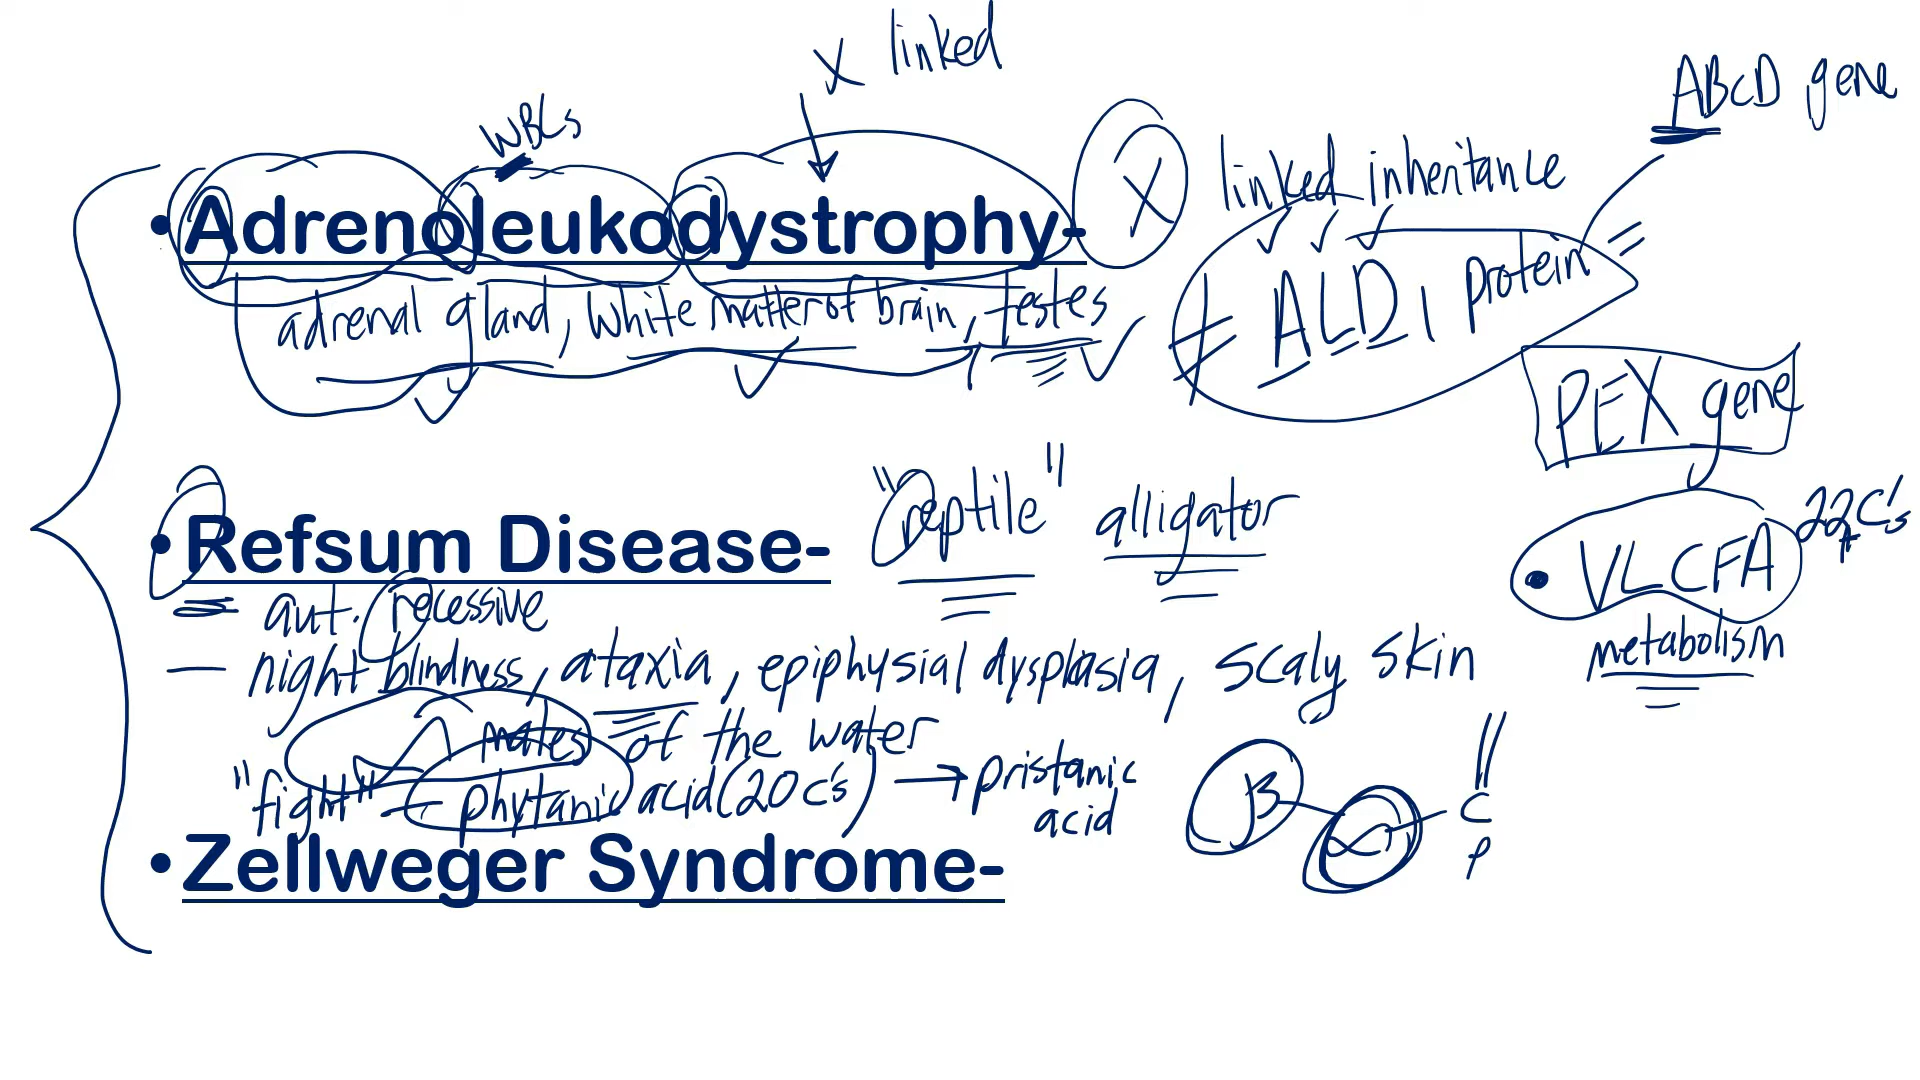 X linked
ABCD gene
WBCs
• Adrenoleukodystrophy- X linked inheritance
adrenal gland, white matter of brain, testes
≠ ALD1 protein =
PEX gene
• Refsum Disease- "reptile" alligator
• VLCFA 22C's
metabolism
= aut. recessive
— night blindness, ataxia, epiphysial dysplasia, scaly skin
mates of the water
"fight" - phytanic acid (20 C's) → pristanic
acid
β - α - C
• Zellweger Syndrome-